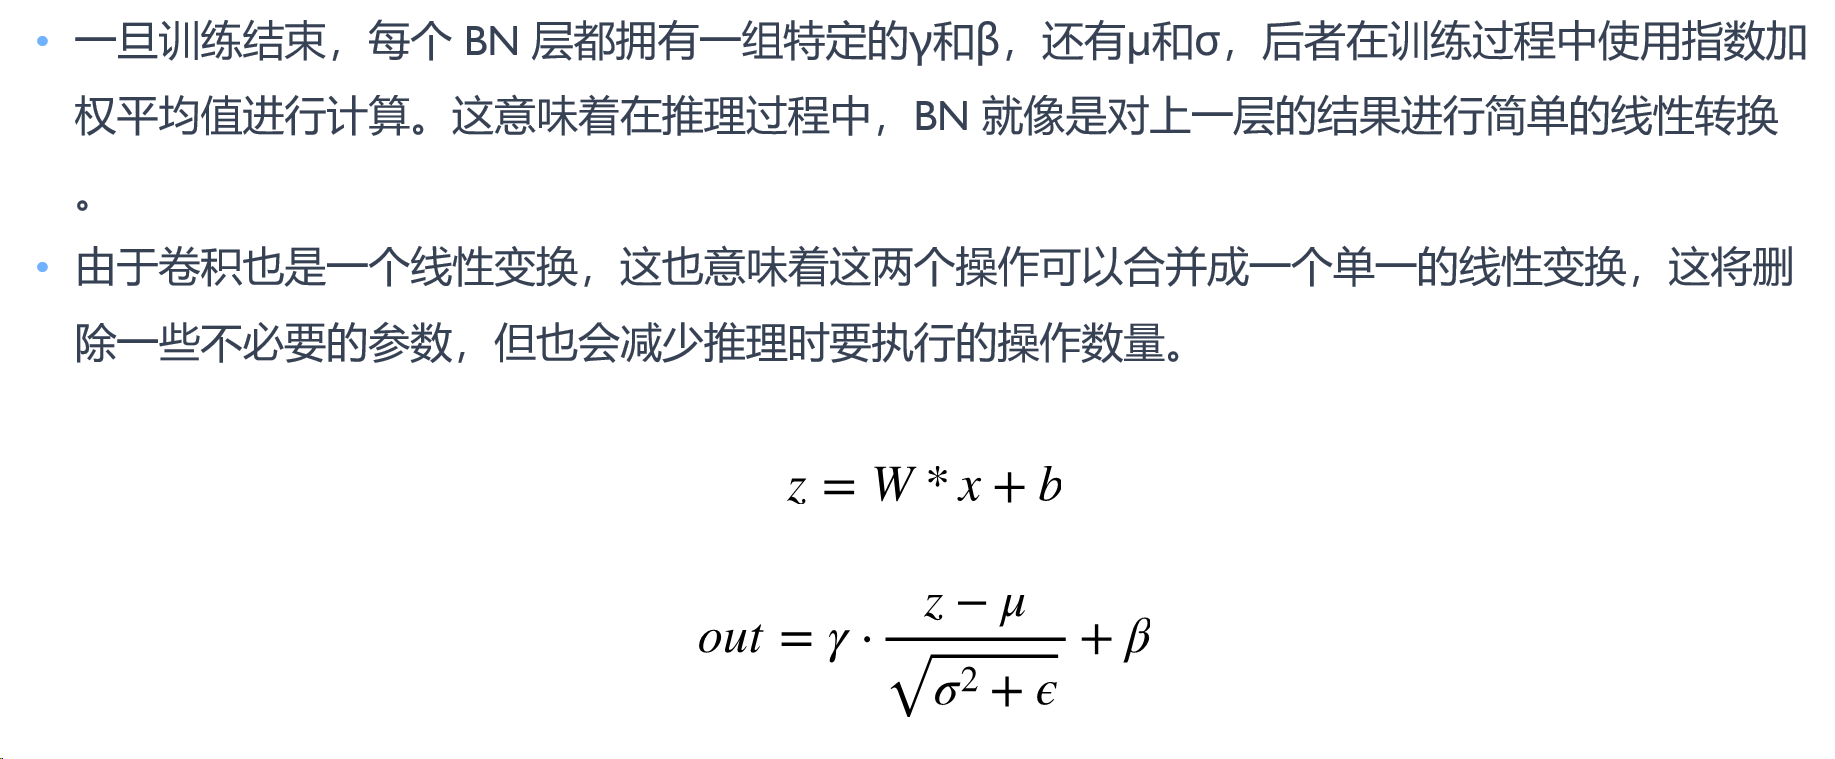 • 一旦训练结束，每个 BN 层都拥有一组特定的γ和β，还有μ和σ，后者在训练过程中使用指数加
权平均值进行计算。这意味着在推理过程中，BN 就像是对上一层的结果进行简单的线性转换
。
• 由于卷积也是一个线性变换，这也意味着这两个操作可以合并成一个单一的线性变换，这将删
除一些不必要的参数，但也会减少推理时要执行的操作数量。
z = W * x + b
out = γ · \frac{z − μ}{\sqrt{σ^2 + ϵ}} + β